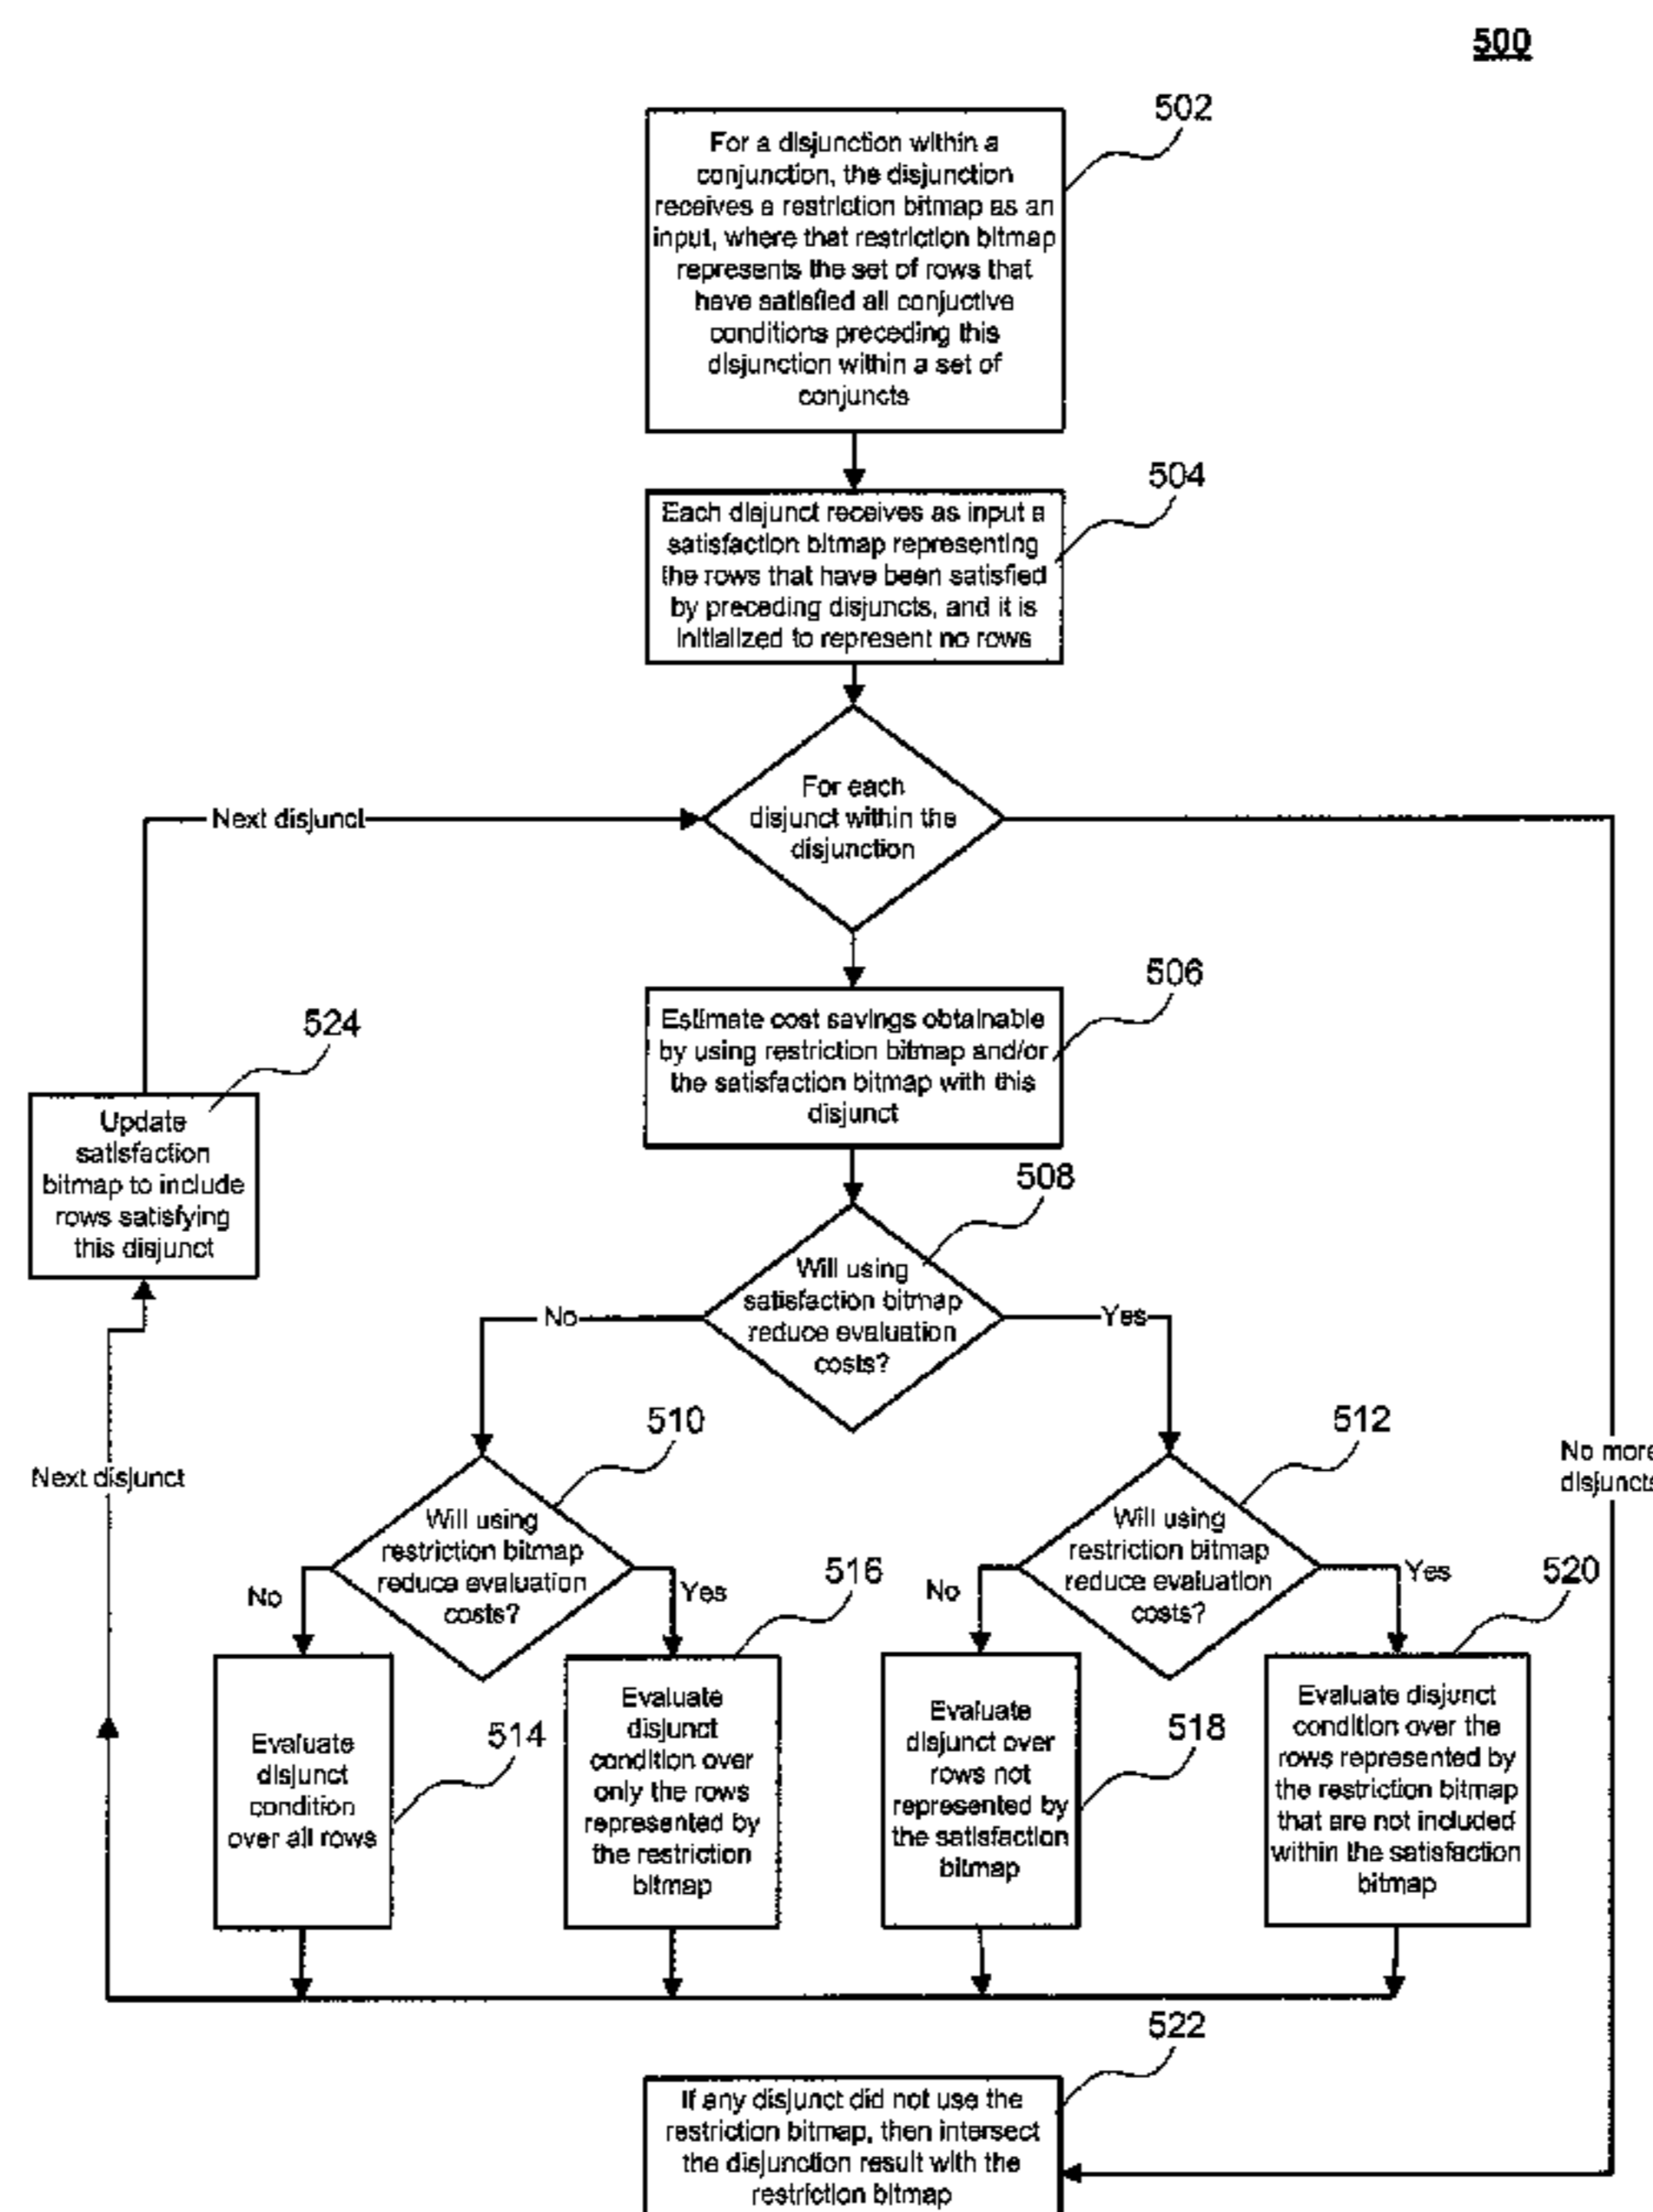 500
502
For a disjunction within a
conjunction, the disjunction
receives a restriction bitmap as an
input, where that restriction bitmap
represents the set of rows that
have satisfied all conjuctive
conditions preceding this
disjunction within a set of
conjuncts
504
Each disjunct receives as input a
satisfaction bitmap representing
the rows that have been satisfied
by preceding disjuncts, and it is
initialized to represent no rows
For each
disjunct within the
disjunction
Next disjunct
506
Estimate cost savings obtainable
by using restriction bitmap and/or
the satisfaction bitmap with this
disjunct
524
Update
satisfaction
bitmap to include
rows satisfying
this disjunct
508
Will using
satisfaction bitmap
reduce evaluation
costs?
No
Yes
510
Will using
restriction bitmap
reduce evaluation
costs?
No
Yes
512
Will using
restriction bitmap
reduce evaluation
costs?
No
Yes
No more
disjuncts
Next disjunct
514
Evaluate
disjunct
condition
over all rows
516
Evaluate
disjunct
condition over
only the rows
represented by
the restriction
bitmap
518
Evaluate
disjunct over
rows not
represented by
the satisfaction
bitmap
520
Evaluate disjunct
condition over the
rows represented by
the restriction bitmap
that are not included
within the satisfaction
bitmap
522
If any disjunct did not use the
restriction bitmap, then intersect
the disjunction result with the
restriction bitmap